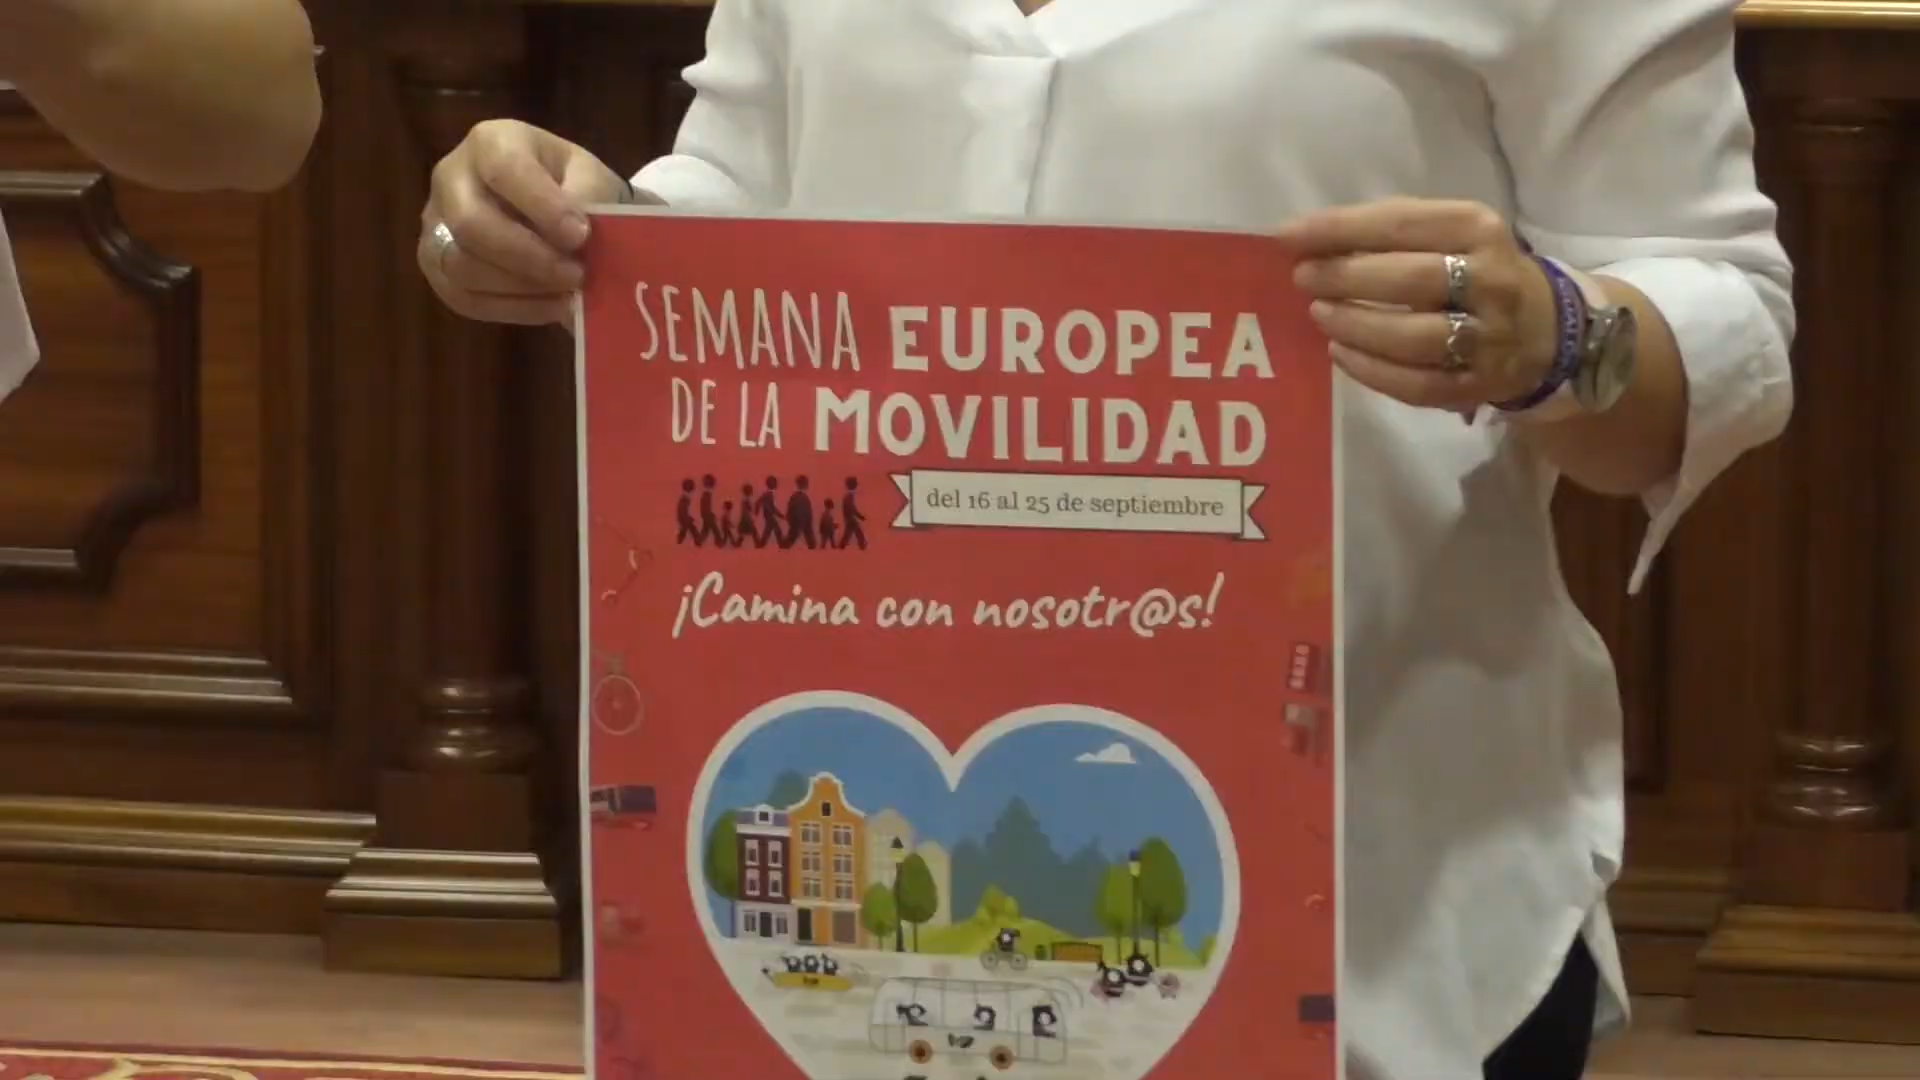 SEMANA EUROPEA
DE LA MOVILIDAD
del 16 al 25 de septiembre
¡Camina con nosotr@s!